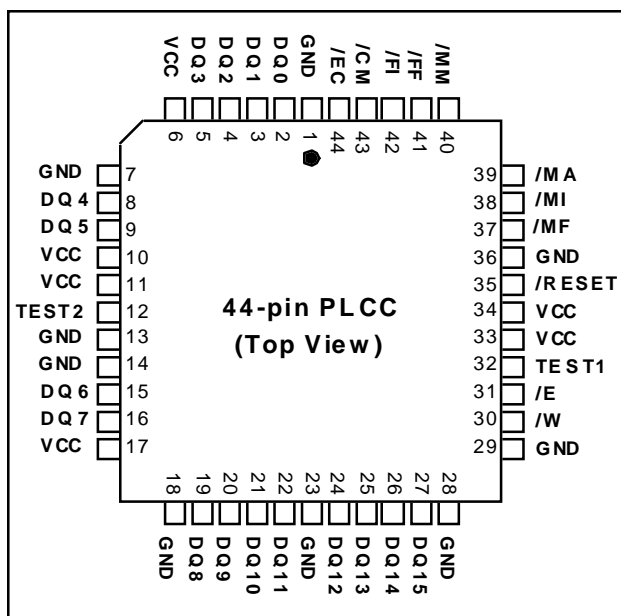 VCC DQ3 DQ2 DQ1 DQ0 GND /EC /CM /FI /FF /MM
6 5 4 3 2 1 44 43 42 41 40
GND 7 39 /MA
DQ4 8 38 /MI
DQ5 9 37 /MF
VCC 10 36 GND
VCC 11 35 /RESET
TEST2 12 34 VCC
GND 13 33 VCC
GND 14 32 TEST1
DQ6 15 31 /E
DQ7 16 30 /W
VCC 17 29 GND
44-pin PLCC
(Top View)
18 19 20 21 22 23 24 25 26 27 28
GND DQ8 DQ9 DQ10 DQ11 GND DQ12 DQ13 DQ14 DQ15 GND